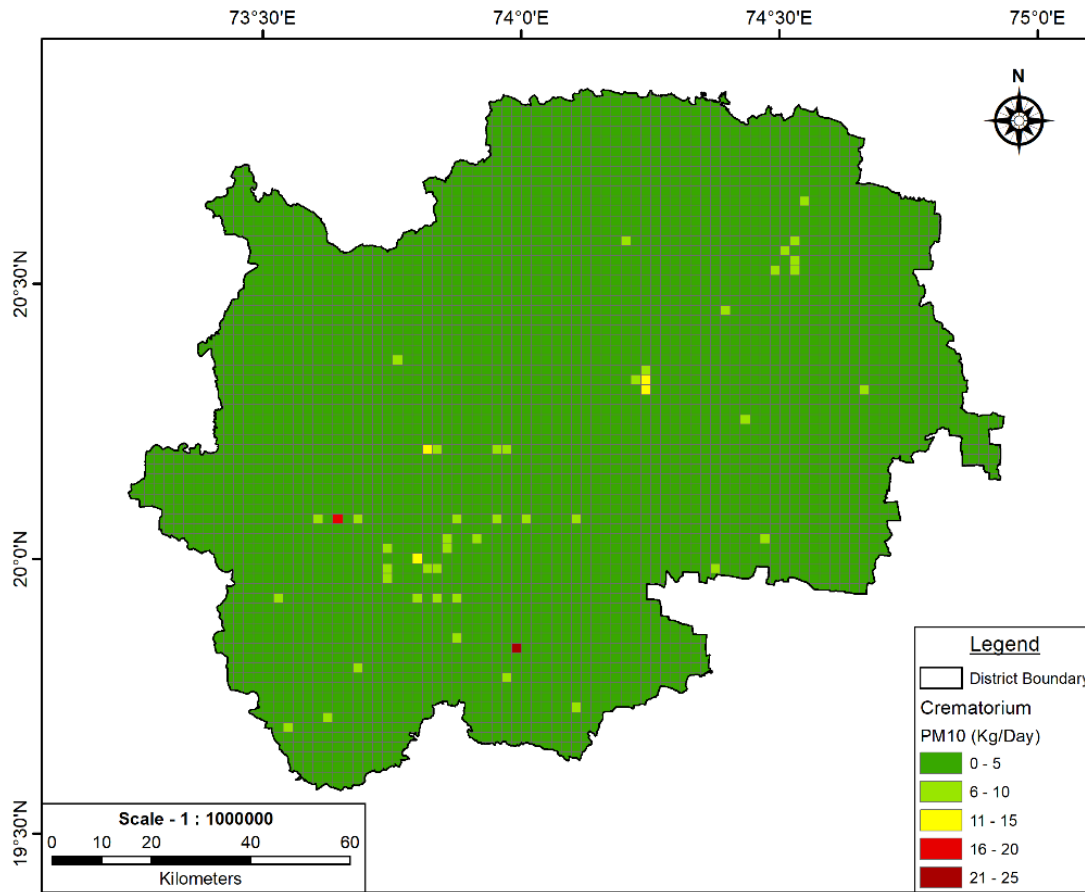 73°30'E 74°0'E 74°30'E 75°0'E
N
20°30'N
20°0'N
19°30'N
Legend
District Boundary
Crematorium
PM10 (Kg/Day)
0 - 5
6 - 10
11 - 15
16 - 20
21 - 25
Scale - 1 : 1000000
0 10 20 40 60
Kilometers